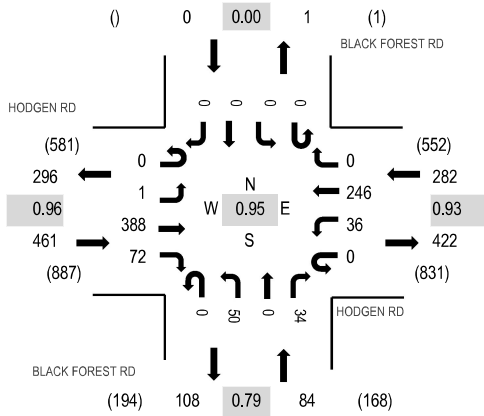 () 0 0.00 1 (1)
BLACK FOREST RD
0 0 0 0
HODGEN RD
(581) (552)
296 0 0 282
N
0.96 1 W 0.95 E 246 0.93
461 388 S 36 422
(887) 72 0 (831)
0 50 0 34
HODGEN RD
BLACK FOREST RD
(194) 108 0.79 84 (168)